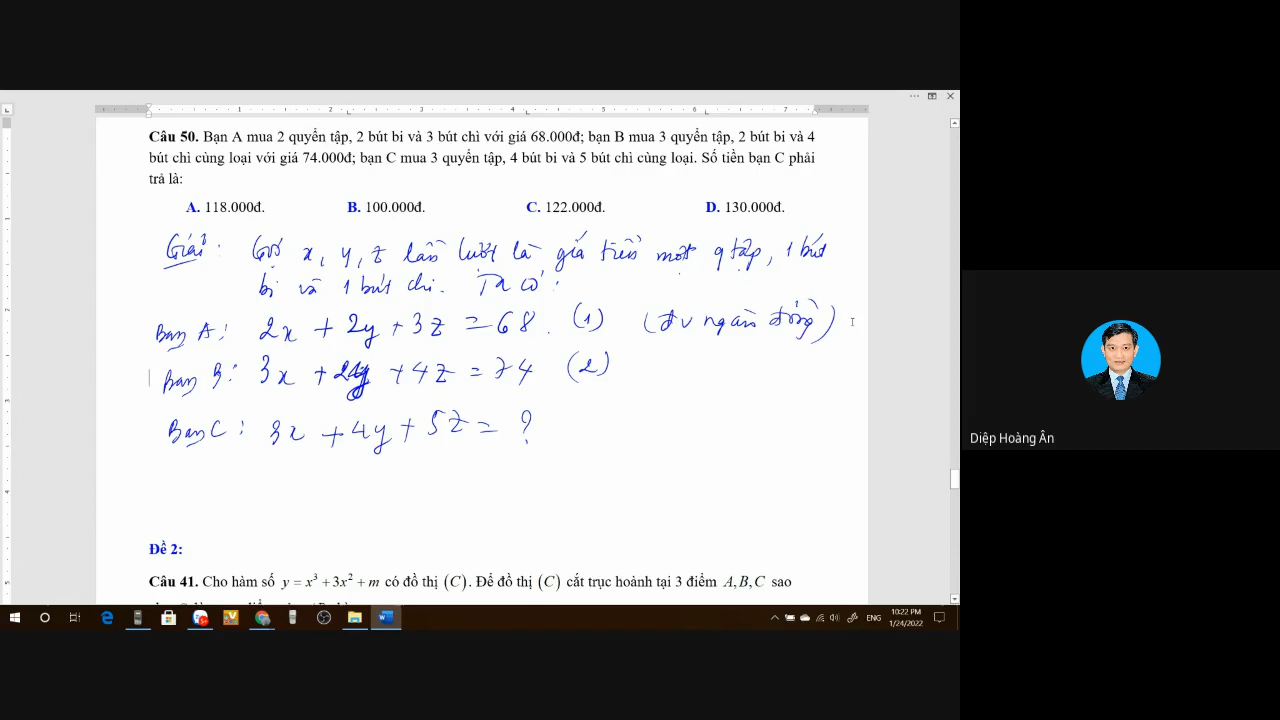 Câu 50. Bạn A mua 2 quyển tập, 2 bút bi và 3 bút chì với giá 68.000đ; bạn B mua 3 quyển tập, 2 bút bi và 4
bút chì cùng loại với giá 74.000đ; bạn C mua 3 quyển tập, 4 bút bi và 5 bút chì cùng loại. Số tiền bạn C phải
trả là:
A. 118.000đ. B. 100.000đ. C. 122.000đ. D. 130.000đ.
Giải: Gọi x, y, z lần lượt là giá tiền một q tập, 1 bút
bi và 1 bút chì. Ta có:
Bạn A: 2x + 2y + 3z = 68. (1) (đv ngàn đồng)
Bạn B: 3x + 2y + 4z = 74 (2)
Bạn C: 3x + 4y + 5z = ?
Đề 2:
Câu 41. Cho hàm số y = x³ + 3x² + m có đồ thị (C). Để đồ thị (C) cắt trục hoành tại 3 điểm A, B, C sao
Diệp Hoàng Ân
ENG
10:22 PM
1/24/2022